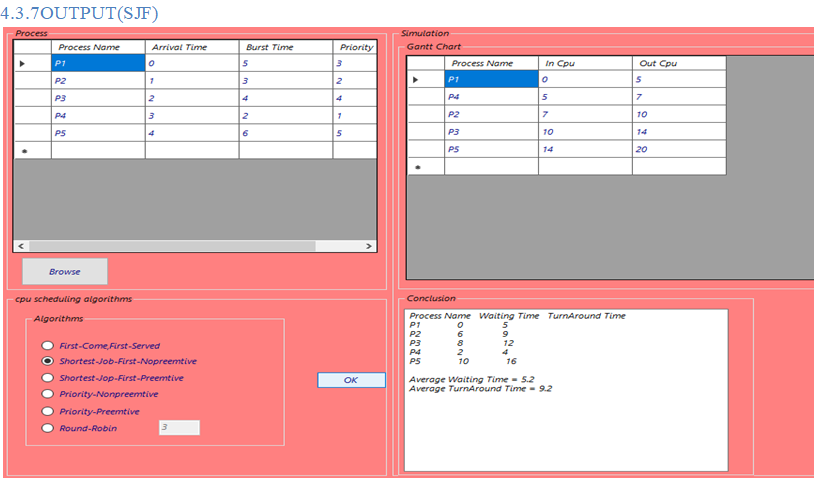 4.3.7OUTPUT(SJF)
Process
Process Name Arrival Time Burst Time Priority
P1 0 5 3
P2 1 3 2
P3 2 4 4
P4 3 2 1
P5 4 6 5
Browse
cpu scheduling algorithms
Algorithms
First-Come,First-Served
Shortest-Job-First-Nopreemtive
Shortest-Jop-First-Preemtive
Priority-Nonpreemtive
Priority-Preemtive
Round-Robin 3
OK
Simulation
Gantt Chart
Process Name In Cpu Out Cpu
P1 0 5
P4 5 7
P2 7 10
P3 10 14
P5 14 20
Conclusion
Process Name Waiting Time TurnAround Time
P1 0 5
P2 6 9
P3 8 12
P4 2 4
P5 10 16
Average Waiting Time = 5.2
Average TurnAround Time = 9.2